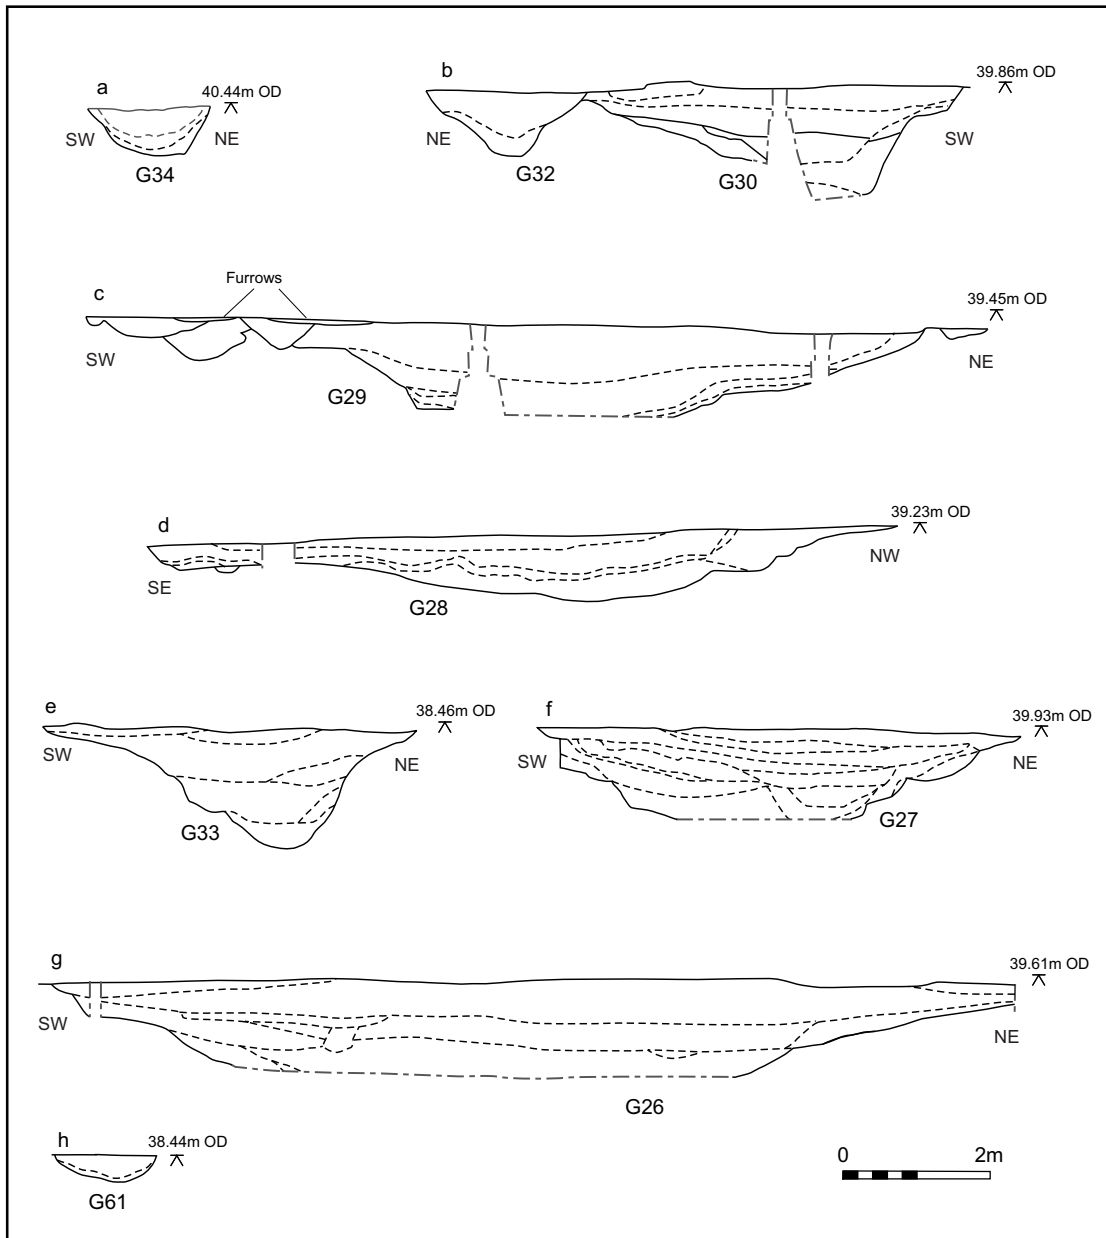 a
40.44m OD
SW
NE
G34
b
39.86m OD
NE
SW
G32
G30
Furrows
c
39.45m OD
SW
NE
G29
d
39.23m OD
NW
SE
G28
e
38.46m OD
SW
NE
G33
f
39.93m OD
SW
NE
G27
g
39.61m OD
SW
NE
G26
h
38.44m OD
G61
0 2m